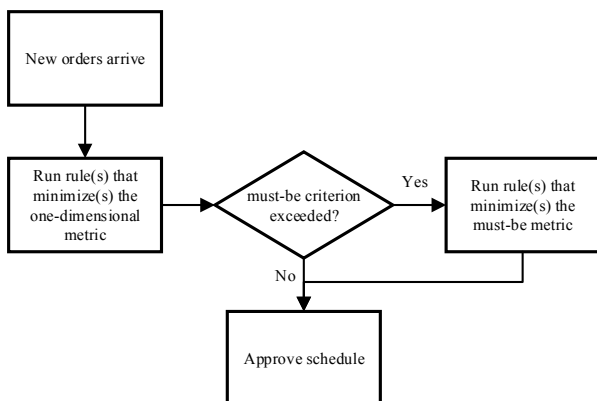 New orders arrive
Run rule(s) that
minimize(s) the
one-dimensional
metric
must-be criterion
exceeded?
Yes
Run rule(s) that
minimize(s) the
must-be metric
No
Approve schedule